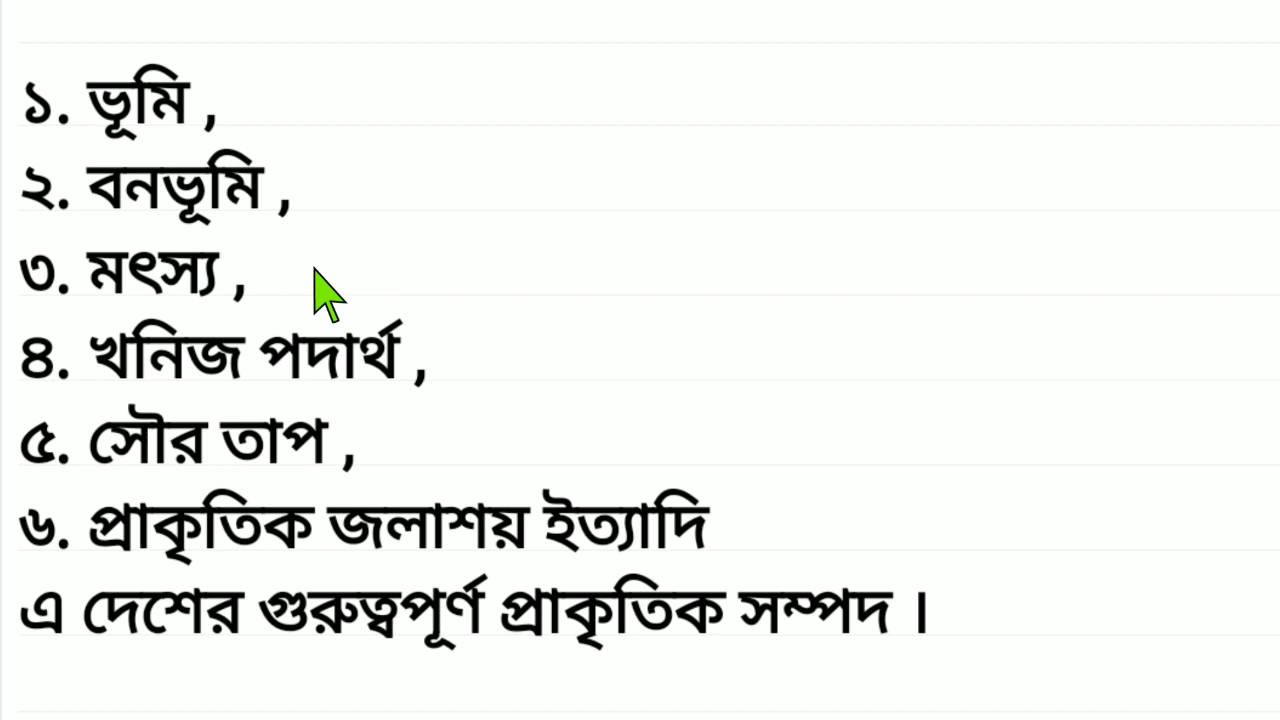 ১. ভূমি ,
২. বনভূমি ,
৩. মৎস্য ,
৪. খনিজ পদার্থ ,
৫. সৌর তাপ ,
৬. প্রাকৃতিক জলাশয় ইত্যাদি
এ দেশের গুরুত্বপূর্ণ প্রাকৃতিক সম্পদ ।